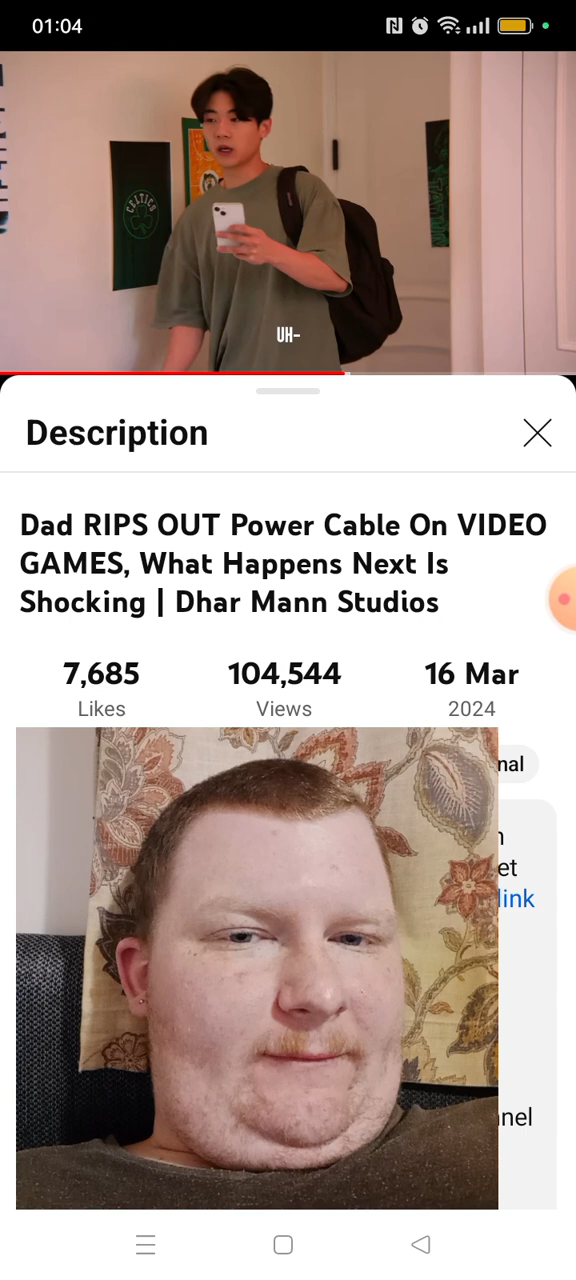 01:04
CELTICS
UH-
Description
Dad RIPS OUT Power Cable On VIDEO
GAMES, What Happens Next Is
Shocking | Dhar Mann Studios
7,685 104,544 16 Mar
Likes Views 2024
link